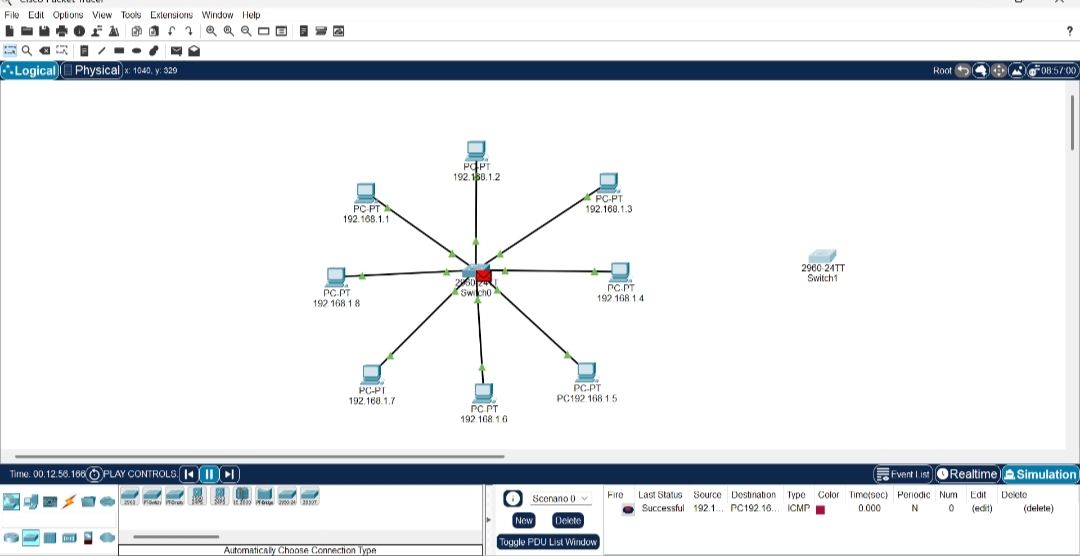 Cisco Packet Tracer
File Edit Options View Tools Extensions Window Help
?
Logical Physical x: 1040, y: 329 Root 08:57:00
PC-PT
192.168.1.2
PC-PT
192.168.1.1
PC-PT
192.168.1.3
2960-24TT
Switch0
2960-24TT
Switch1
PC-PT
192.168.1.8
PC-PT
192.168.1.4
PC-PT
192.168.1.7
PC-PT
192.168.1.6
PC-PT
PC192.168.1.5
Time: 00:12:56.166 PLAY CONTROLS: Event List Realtime Simulation
Scenario 0
New Delete
Toggle PDU List Window
Fire Last Status Source Destination Type Color Time(sec) Periodic Num Edit Delete
Successful 192.1... PC192.16... ICMP 0.000 N 0 (edit) (delete)
Automatically Choose Connection Type